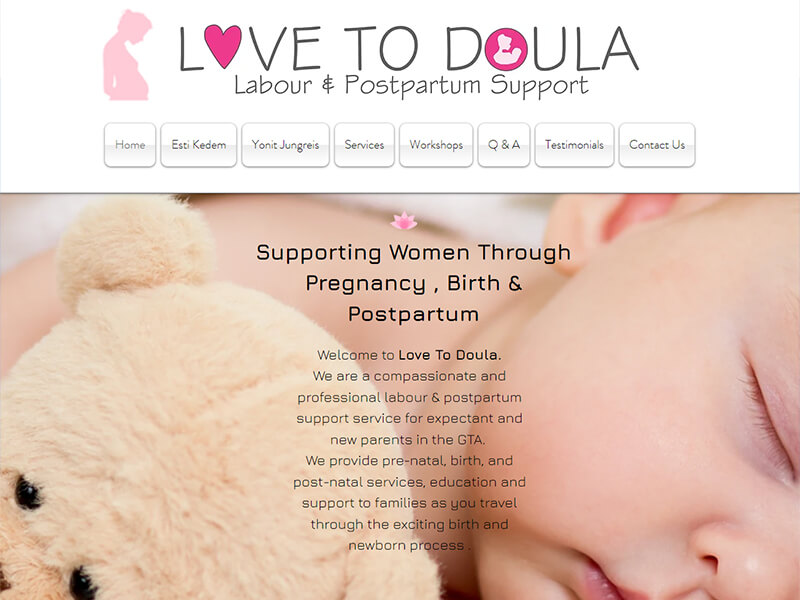 LOVE TO DOULA
Labour & Postpartum Support
Home Esti Kedem Yonit Jungreis Services Workshops Q & A Testimonials Contact Us
Supporting Women Through
Pregnancy , Birth &
Postpartum
Welcome to Love To Doula.
We are a compassionate and
professional labour & postpartum
support service for expectant and
new parents in the GTA.
We provide pre-natal, birth, and
post-natal services, education and
support to families as you travel
through the exciting birth and
newborn process .